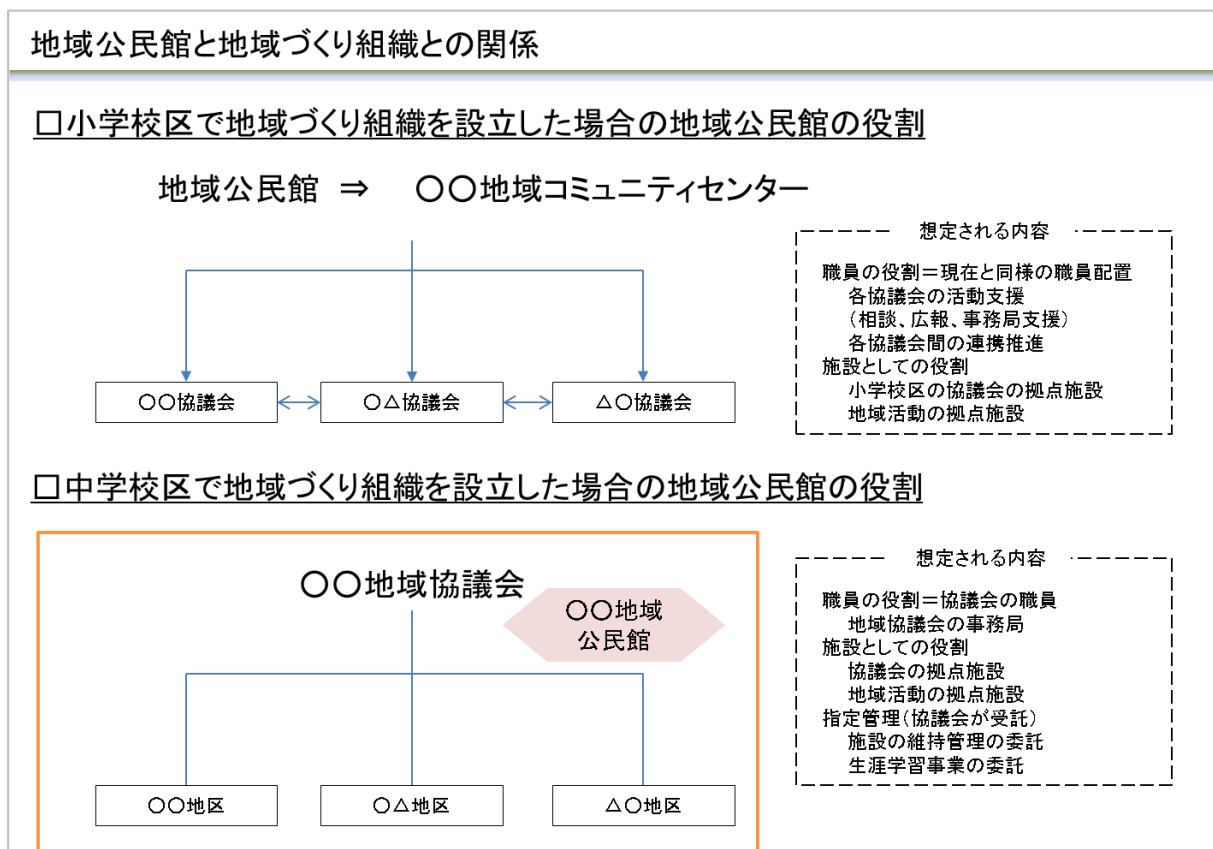 地域公民館と地域づくり組織との関係
□小学校区で地域づくり組織を設立した場合の地域公民館の役割
地域公民館 ⇒ 〇〇地域コミュニティセンター
〇〇協議会
〇△協議会
△〇協議会
想定される内容
職員の役割＝現在と同様の職員配置
各協議会の活動支援
（相談、広報、事務局支援）
各協議会間の連携推進
施設としての役割
小学校区の協議会の拠点施設
地域活動の拠点施設
□中学校区で地域づくり組織を設立した場合の地域公民館の役割
〇〇地域協議会
〇〇地域
公民館
〇〇地区
〇△地区
△〇地区
想定される内容
職員の役割＝協議会の職員
地域協議会の事務局
施設としての役割
協議会の拠点施設
地域活動の拠点施設
指定管理（協議会が受託）
施設の維持管理の委託
生涯学習事業の委託